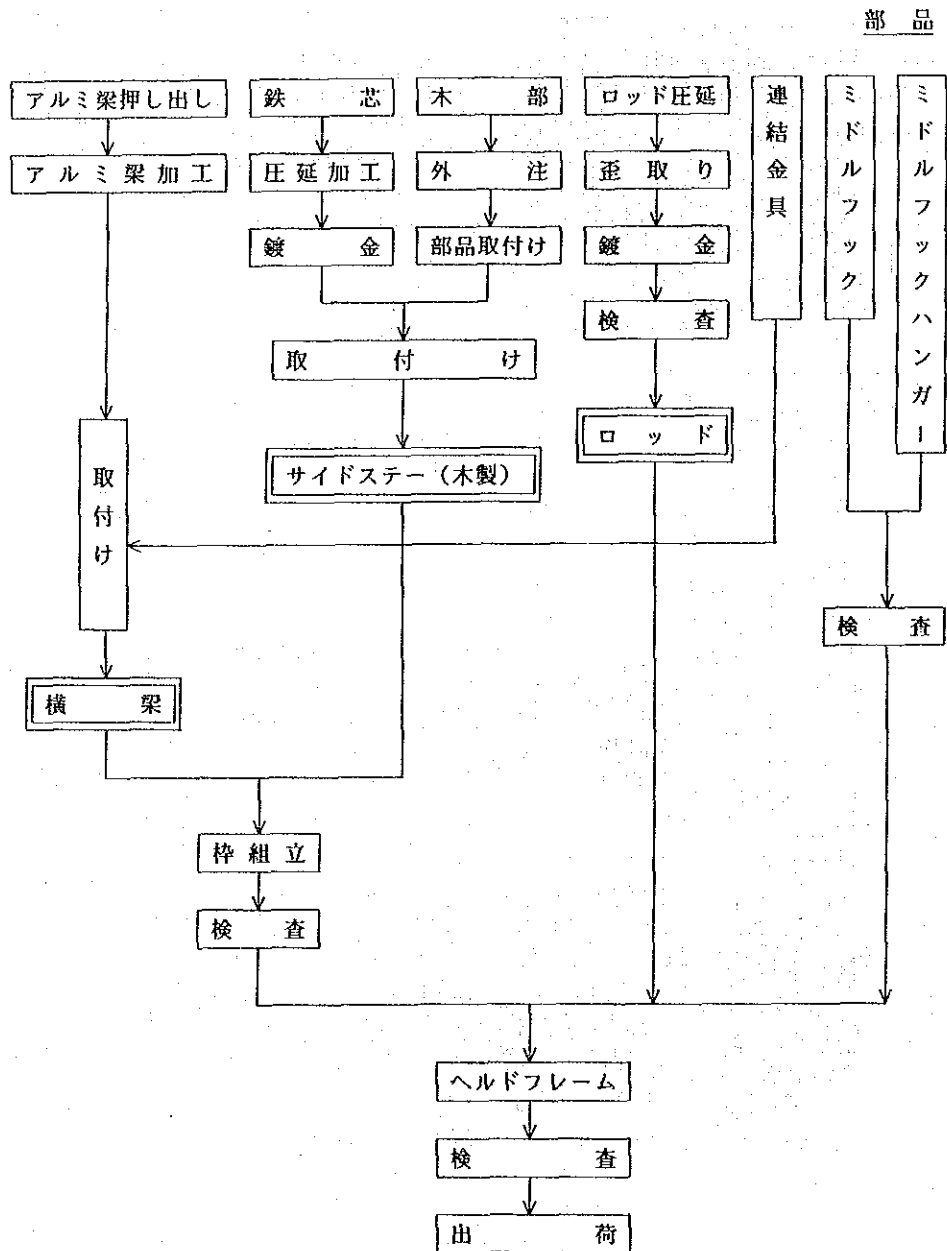 部品
アルミ梁押し出し
鉄芯
木部
ロッド圧延
連結金具
ミドルフック
ミドルフックハンガー
アルミ梁加工
圧延加工
外注
歪取り
鍍金
部品取付け
鍍金
検査
取付け
ロッド
取付け
サイドステー（木製）
検査
横梁
枠組立
検査
ヘルドフレーム
検査
出荷